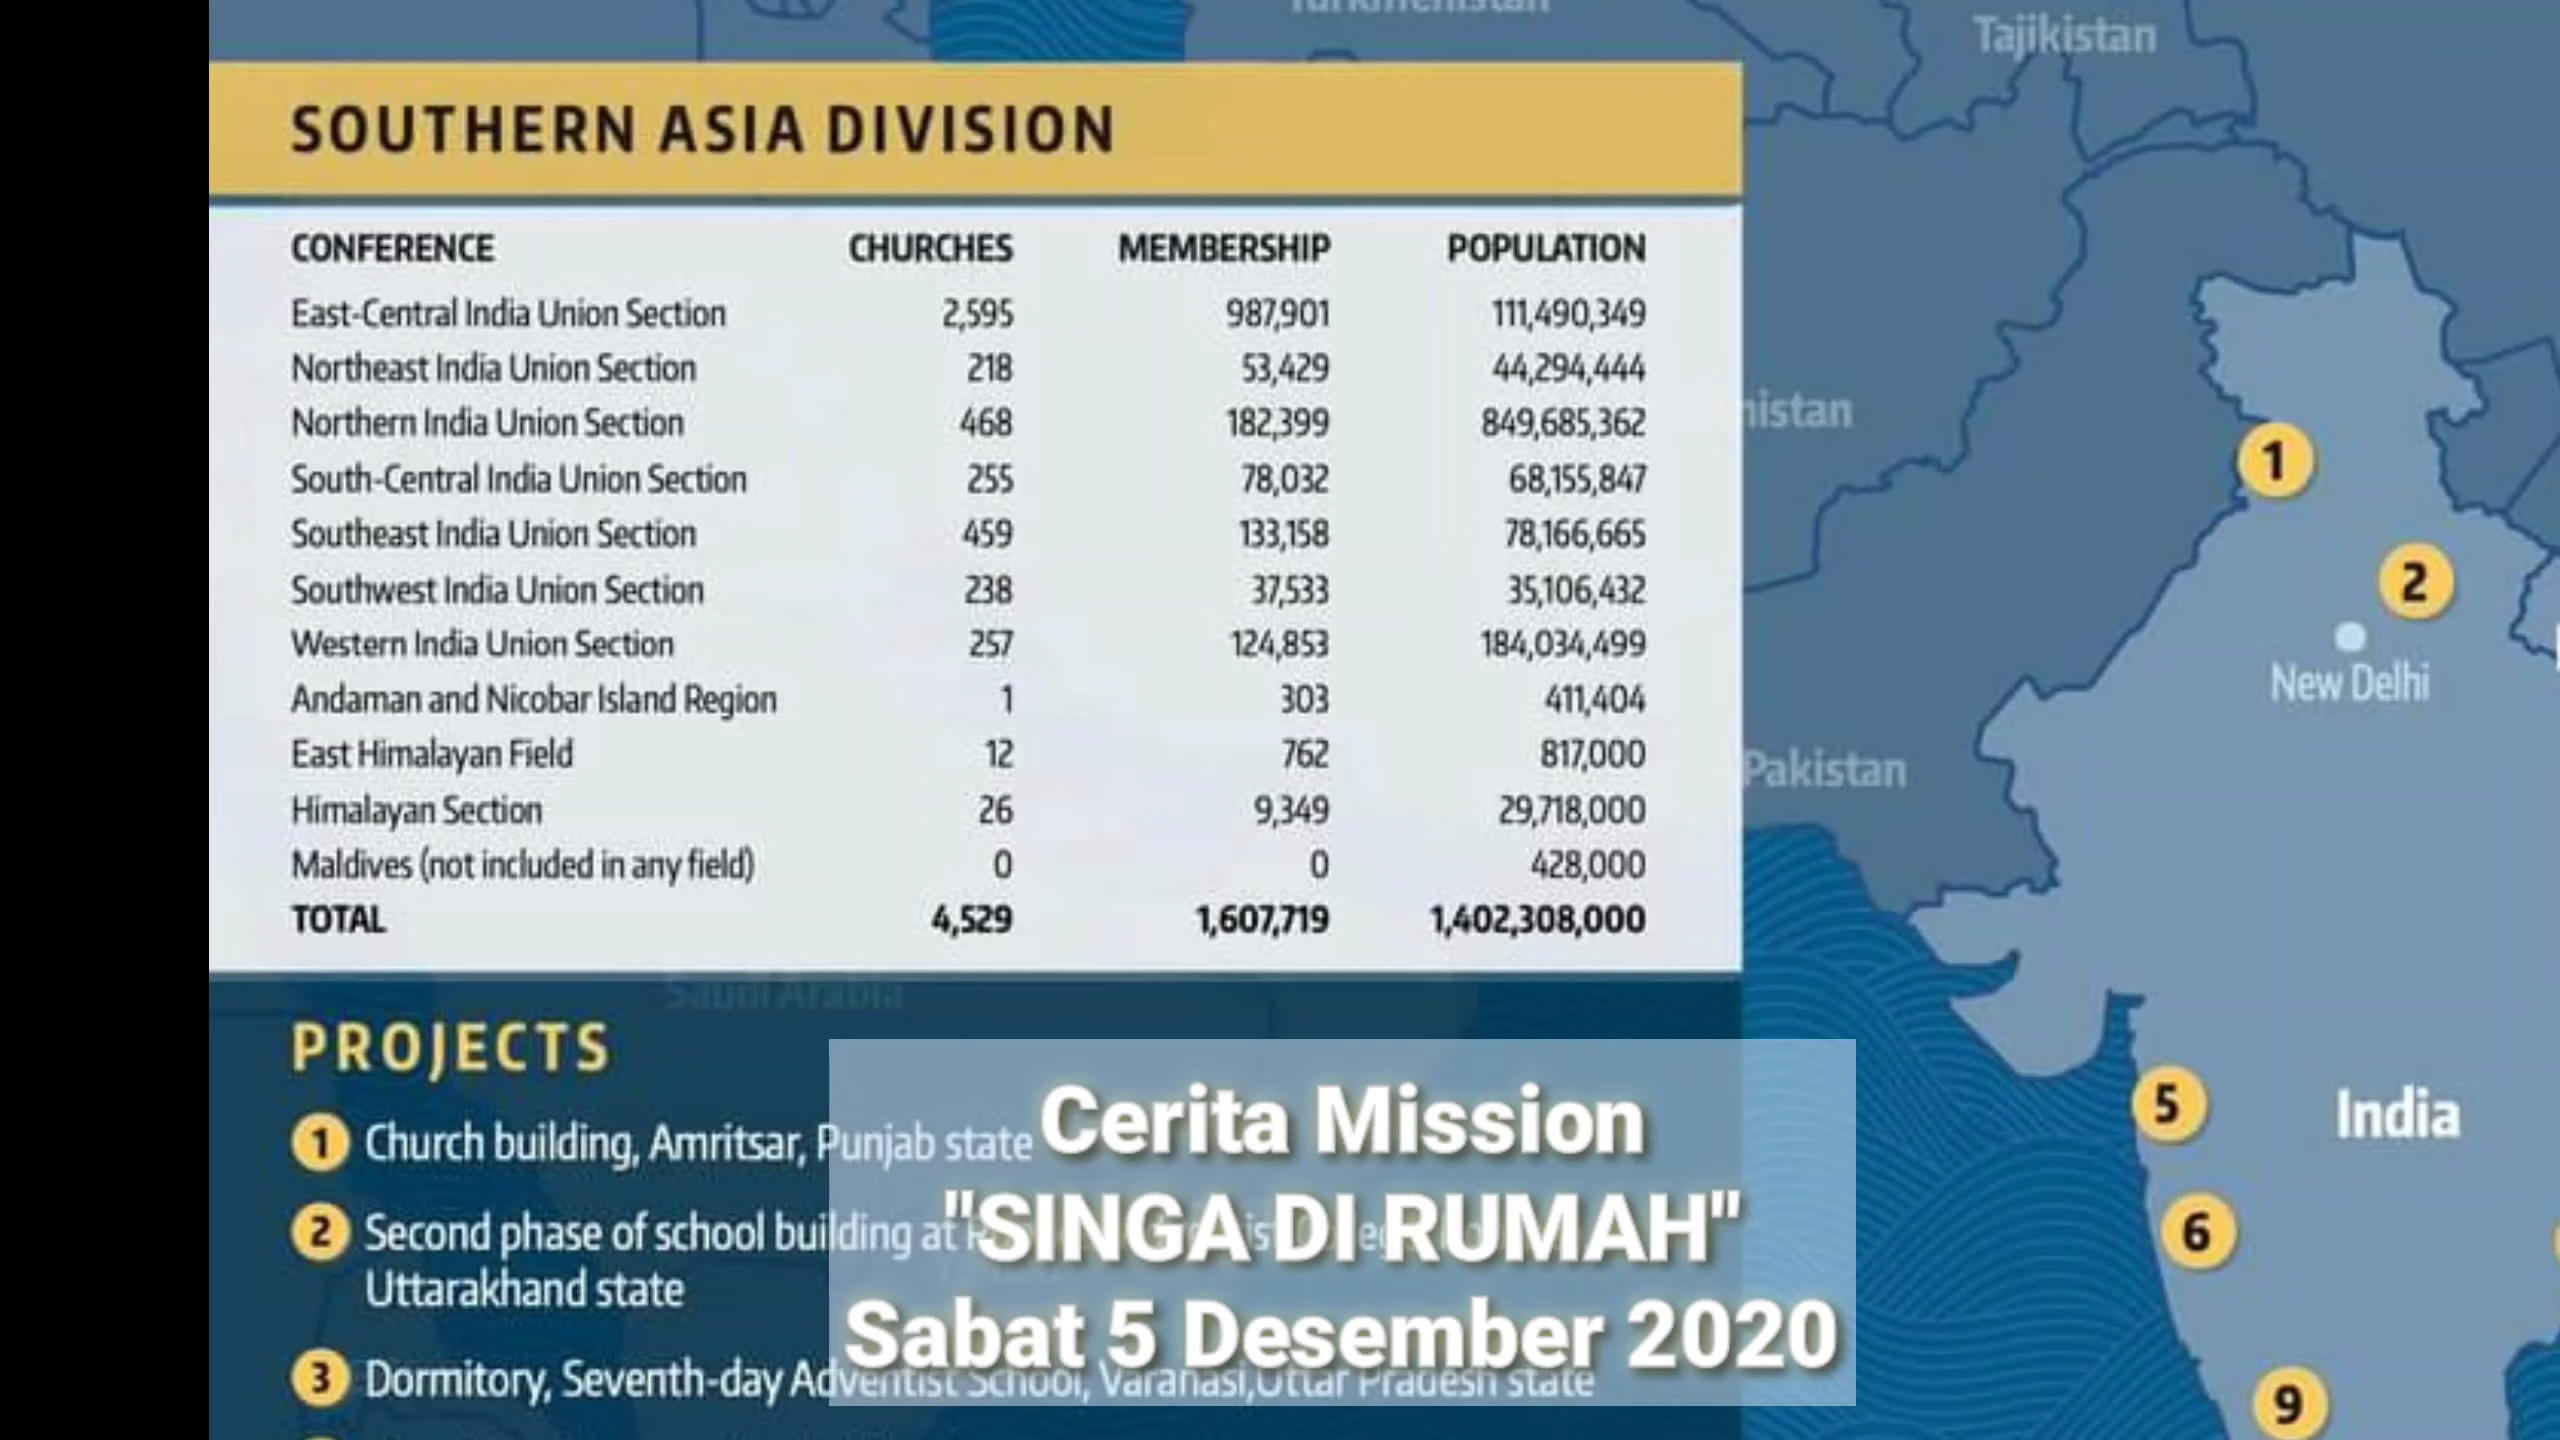 Turkmenistan
Tajikistan
SOUTHERN ASIA DIVISION
CONFERENCE CHURCHES MEMBERSHIP POPULATION
East-Central India Union Section 2,595 987,901 111,490,349
Northeast India Union Section 218 53,429 44,294,444
Northern India Union Section 468 182,399 849,685,362
South-Central India Union Section 255 78,032 68,155,847
Southeast India Union Section 459 133,158 78,166,665
Southwest India Union Section 238 37,533 35,106,432
Western India Union Section 257 124,853 184,034,499
Andaman and Nicobar Island Region 1 303 411,404
East Himalayan Field 12 762 817,000
Himalayan Section 26 9,349 29,718,000
Maldives (not included in any field) 0 0 428,000
TOTAL 4,529 1,607,719 1,402,308,000
nistan
1
2
New Delhi
Pakistan
Saudi Arabia
5
India
6
9
PROJECTS
1 Church building, Amritsar, Punjab state
2 Second phase of school building at
Uttarakhand state
3 Dormitory, Seventh-day Adventist School, Varanasi, Uttar Pradesh state
Cerita Mission
"SINGA DI RUMAH"
Sabat 5 Desember 2020